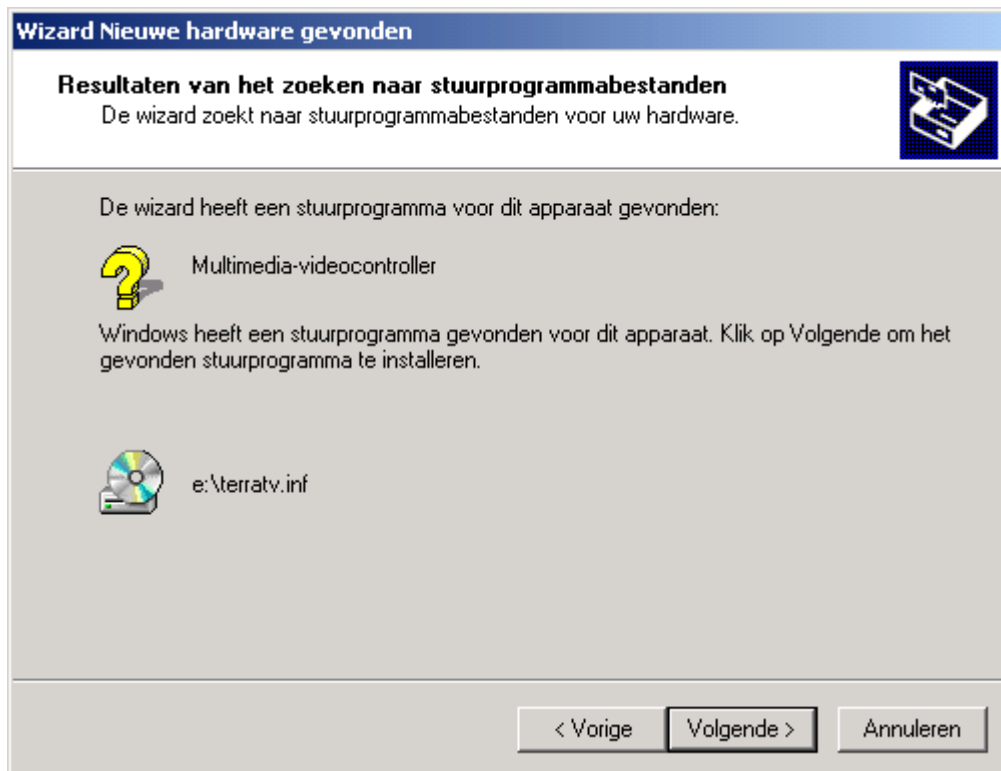 Wizard Nieuwe hardware gevonden
Resultaten van het zoeken naar stuurprogrammabestanden
De wizard zoekt naar stuurprogrammabestanden voor uw hardware.
De wizard heeft een stuurprogramma voor dit apparaat gevonden:
Multimedia-videocontroller
Windows heeft een stuurprogramma gevonden voor dit apparaat. Klik op Volgende om het
gevonden stuurprogramma te installeren.
e:\terratv.inf
< Vorige Volgende > Annuleren